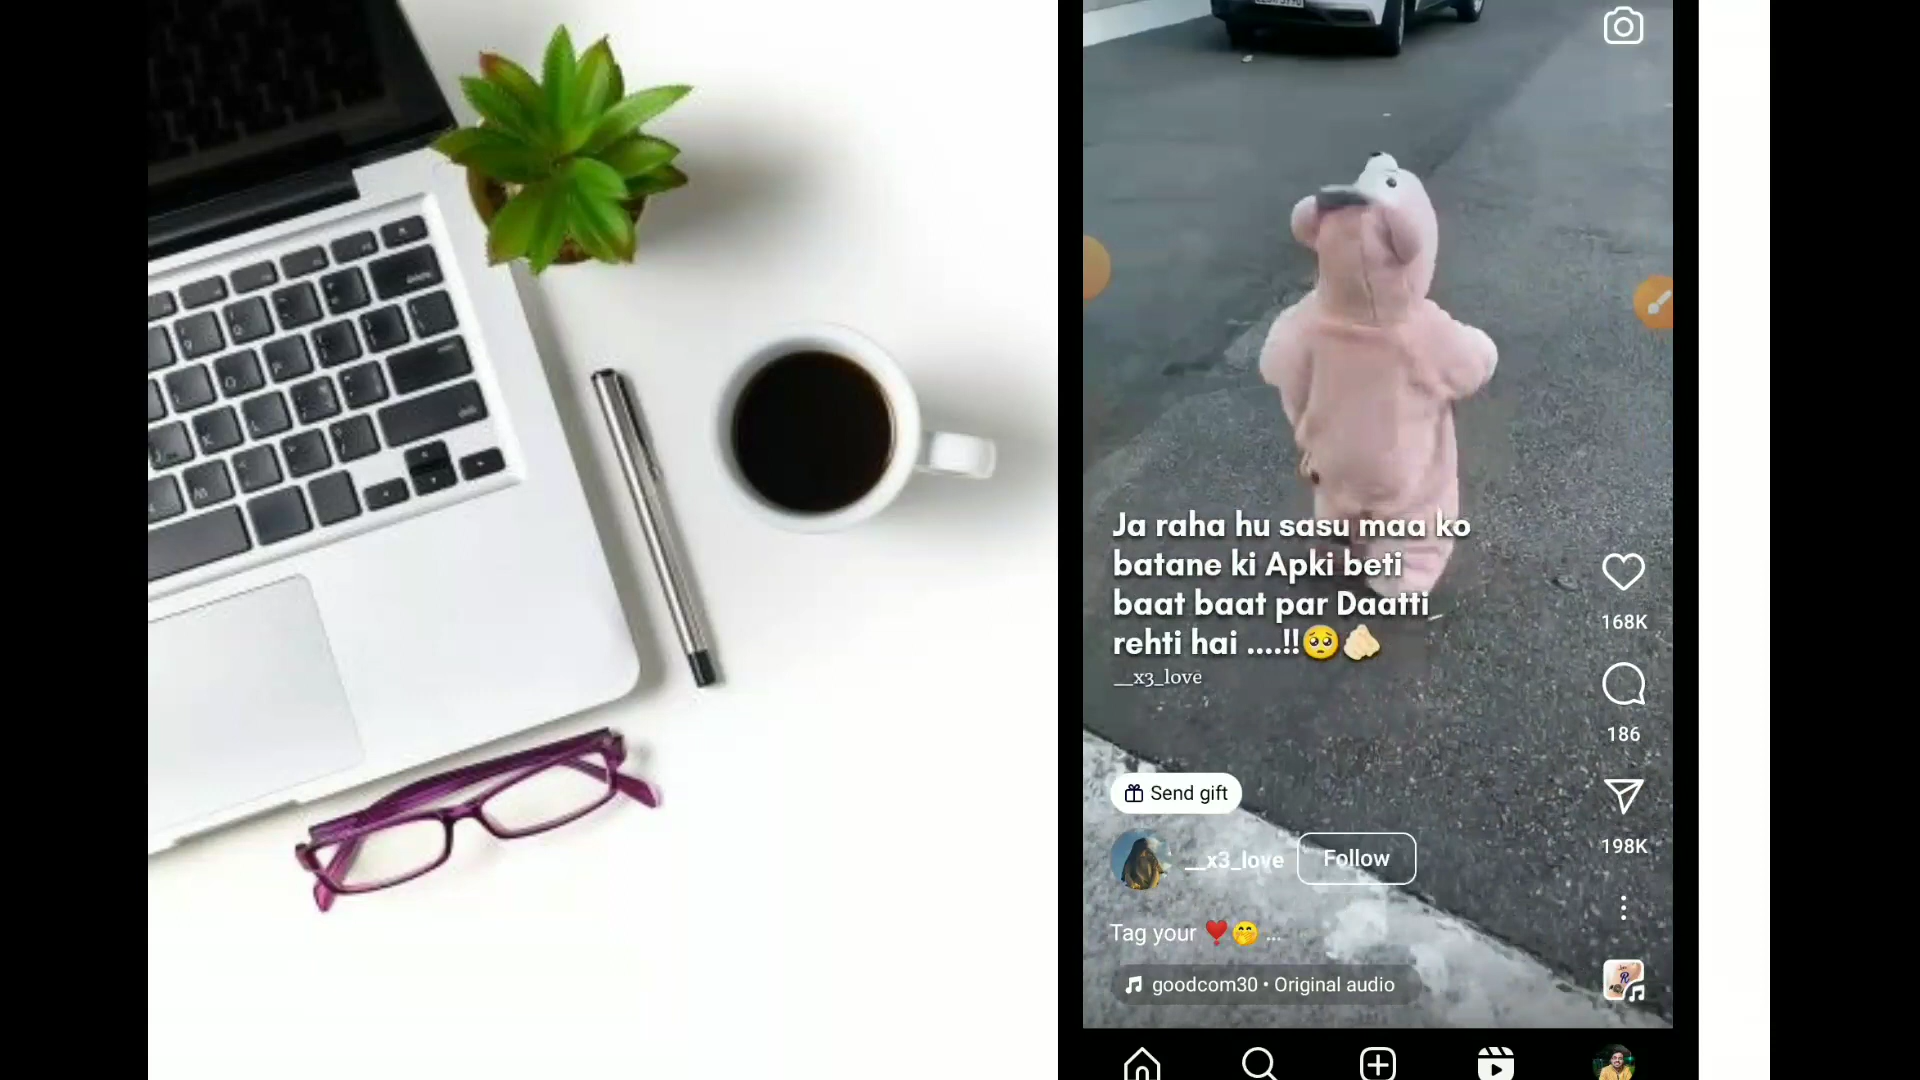 Ja raha hu sasu maa ko
batane ki Apki beti
baat baat par Daatti
rehti hai ....!!🥺🫵🏻
__x3_love
168K
186
Send gift
198K
__x3_love
Follow
Tag your ❣️🤭 ...
goodcom30 • Original audio